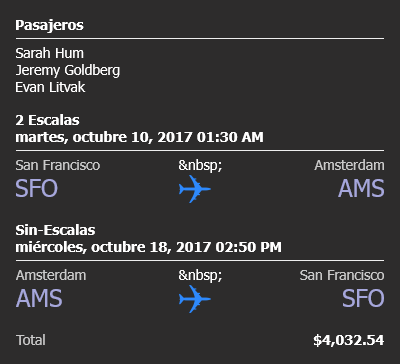 Pasajeros
Sarah Hum
Jeremy Goldberg
Evan Litvak
2 Escalas
martes, octubre 10, 2017 01:30 AM
San Francisco &nbsp; Amsterdam
SFO AMS
Sin-Escalas
miércoles, octubre 18, 2017 02:50 PM
Amsterdam &nbsp; San Francisco
AMS SFO
Total $4,032.54